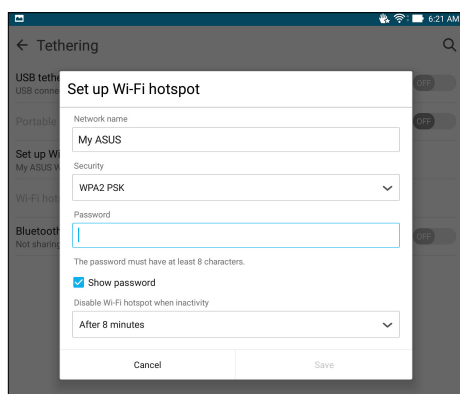 6:21 AM
Tethering
USB tethe
USB conne
OFF
Portable
OFF
Set up Wi
My ASUS W
Wi-Fi hots
Bluetooth
Not sharing
OFF
Set up Wi-Fi hotspot
Network name
My ASUS
Security
WPA2 PSK
Password
The password must have at least 8 characters.
Show password
Disable Wi-Fi hotspot when inactivity
After 8 minutes
Cancel
Save